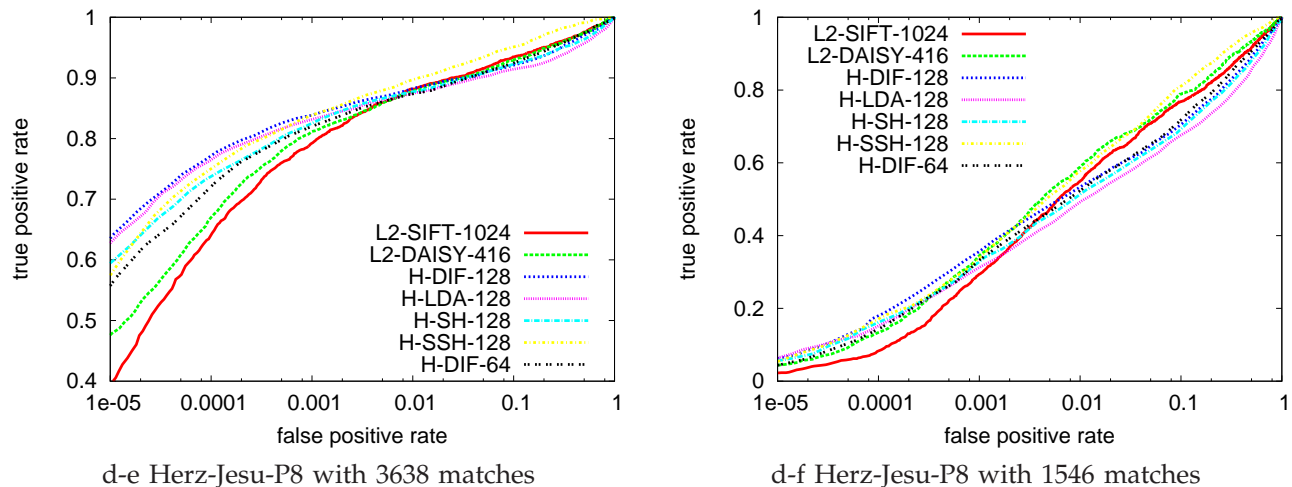 1
0.9
0.8
0.7
0.6
0.5
0.4
true positive rate
L2-SIFT-1024
L2-DAISY-416
H-DIF-128
H-LDA-128
H-SH-128
H-SSH-128
H-DIF-64
1e-05 0.0001 0.001 0.01 0.1 1
false positive rate
d-e Herz-Jesu-P8 with 3638 matches
1
0.8
0.6
0.4
0.2
0
true positive rate
L2-SIFT-1024
L2-DAISY-416
H-DIF-128
H-LDA-128
H-SH-128
H-SSH-128
H-DIF-64
1e-05 0.0001 0.001 0.01 0.1 1
false positive rate
d-f Herz-Jesu-P8 with 1546 matches